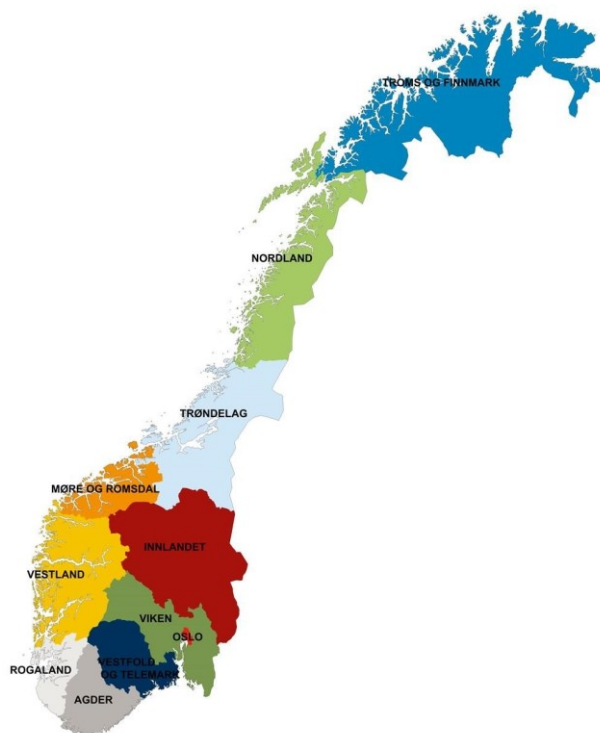 TROMS OG FINNMARK
NORDLAND
TRØNDELAG
MØRE OG ROMSDAL
INNLANDET
VESTLAND
VIKEN
OSLO
VESTFOLD
OG TELEMARK
ROGALAND
AGDER